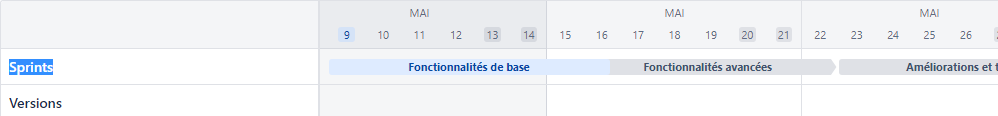 MAI MAI MAI
9 10 11 12 13 14 15 16 17 18 19 20 21 22 23 24 25 26
Sprints Fonctionnalités de base Fonctionnalités avancées Améliorations et
Versions